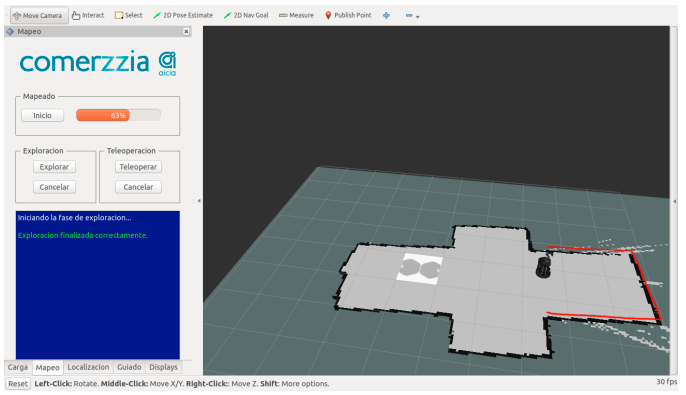 Move Camera Interact Select 2D Pose Estimate 2D Nav Goal Measure Publish Point
Mapeo
comerzzia
aicia
Mapeado
Inicio 63%
Exploracion Teleoperacion
Explorar Teleoperar
Cancelar Cancelar
Iniciando la fase de exploracion...
Exploracion finalizada correctamente.
Carga Mapeo Localizacion Guiado Displays
Reset Left-Click: Rotate. Middle-Click: Move X/Y. Right-Click:: Move Z. Shift: More options. 30 fps